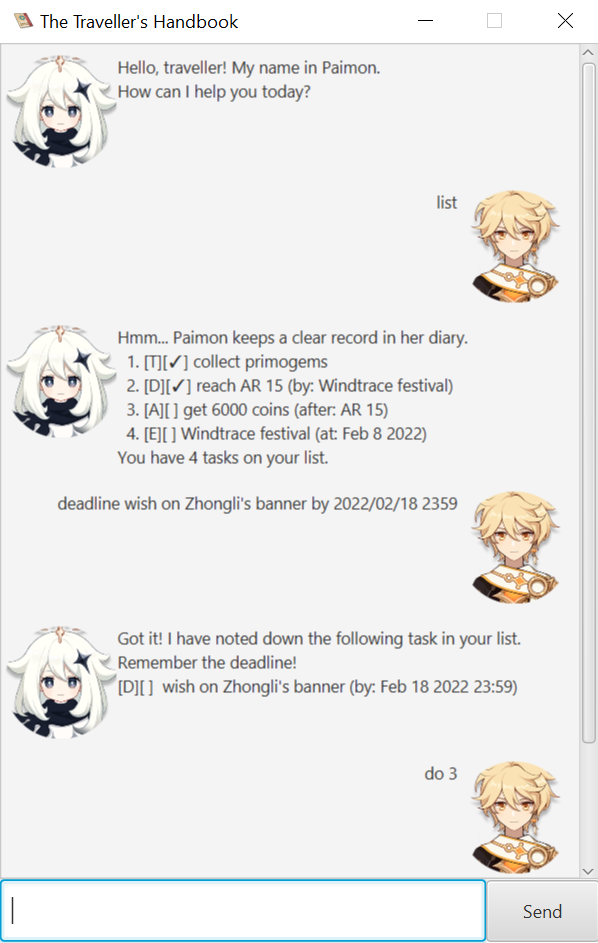 The Traveller's Handbook
Hello, traveller! My name in Paimon.
How can I help you today?
list
Hmm... Paimon keeps a clear record in her diary.
1. [T][✓] collect primogems
2. [D][✓] reach AR 15 (by: Windtrace festival)
3. [A][ ] get 6000 coins (after: AR 15)
4. [E][ ] Windtrace festival (at: Feb 8 2022)
You have 4 tasks on your list.
deadline wish on Zhongli's banner by 2022/02/18 2359
Got it! I have noted down the following task in your list.
Remember the deadline!
[D][ ]  wish on Zhongli's banner (by: Feb 18 2022 23:59)
do 3
Send